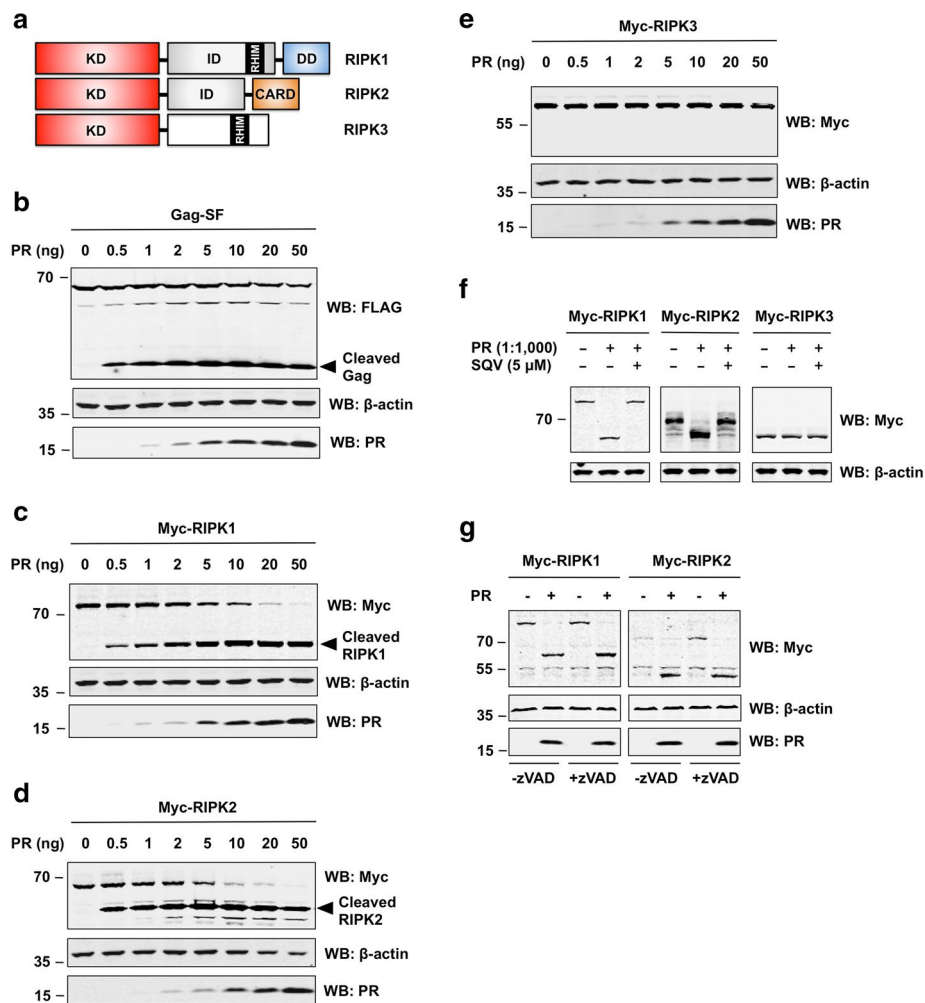 a
KD ID RHIM DD RIPK1
KD ID CARD RIPK2
KD RHIM RIPK3
b
Gag-SF
PR (ng) 0 0.5 1 2 5 10 20 50
70
WB: FLAG
Cleaved
Gag
WB: β-actin
35
WB: PR
15
c
Myc-RIPK1
PR (ng) 0 0.5 1 2 5 10 20 50
WB: Myc
70
Cleaved
RIPK1
WB: β-actin
35
WB: PR
15
d
Myc-RIPK2
PR (ng) 0 0.5 1 2 5 10 20 50
70
WB: Myc
Cleaved
RIPK2
WB: β-actin
35
WB: PR
15
e
Myc-RIPK3
PR (ng) 0 0.5 1 2 5 10 20 50
WB: Myc
55
WB: β-actin
35
WB: PR
15
f
Myc-RIPK1 Myc-RIPK2 Myc-RIPK3
PR (1:1,000) – + + – + + – + +
SQV (5 µM) – – + – – + – – +
70
WB: Myc
WB: β-actin
g
Myc-RIPK1 Myc-RIPK2
PR - + - + - + - +
70
WB: Myc
55
WB: β-actin
35
WB: PR
15
-zVAD +zVAD -zVAD +zVAD